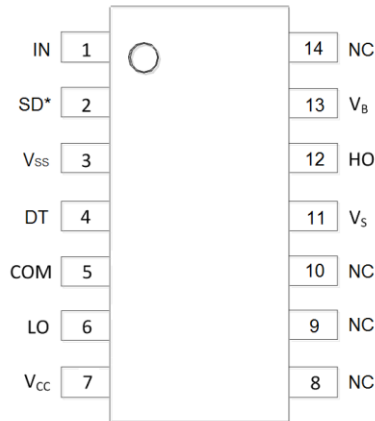 IN 1 14 NC
SD* 2 13 VB
VSS 3 12 HO
DT 4 11 VS
COM 5 10 NC
LO 6 9 NC
VCC 7 8 NC